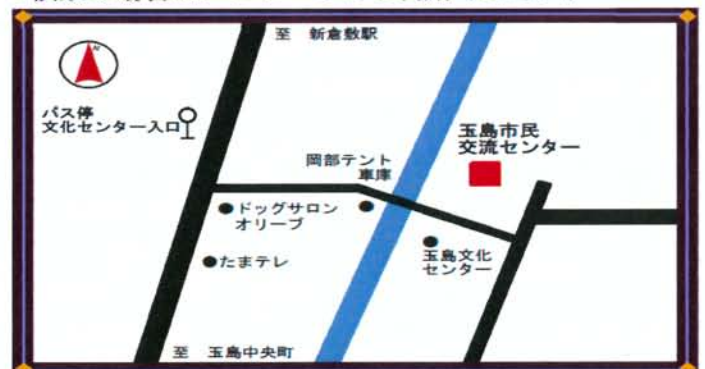 至 新倉敷駅
N
バス停
文化センター入口
玉島市民
交流センター
岡部テント
車庫
ドッグサロン
オリーブ
玉島文化
センター
たまテレ
至 玉島中央町